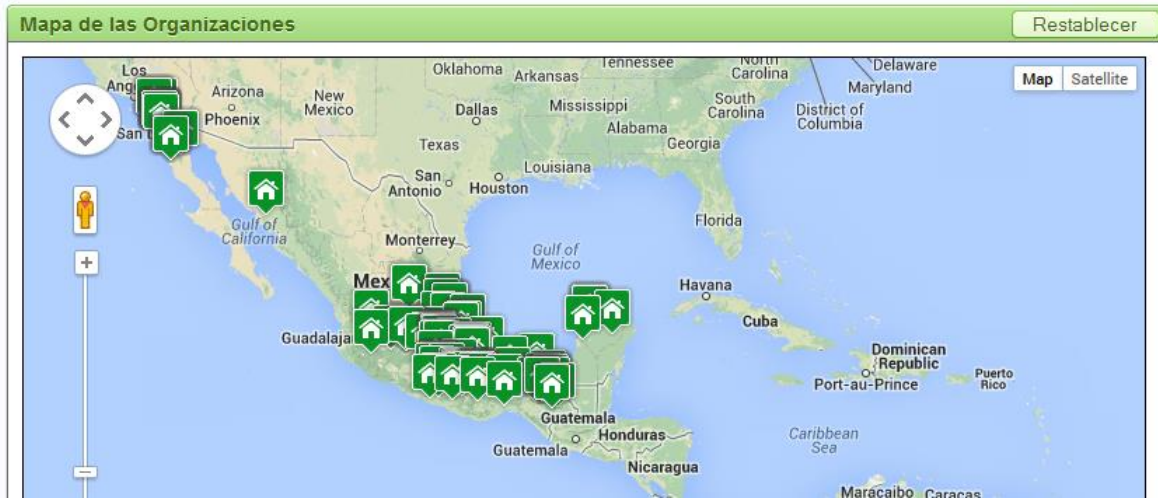 Mapa de las Organizaciones
Restablecer
Map
Satellite
Los
Arizona
Phoenix
New
Mexico
Oklahoma
Arkansas
Tennessee
North
Carolina
Delaware
Maryland
Dallas
Mississippi
South
Carolina
District of
Columbia
Texas
Alabama
Georgia
Louisiana
San
Antonio
Houston
Florida
Gulf of
California
Monterrey
Gulf of
Mexico
Havana
Cuba
Dominican
Republic
Port-au-Prince
Puerto
Rico
Guatemala
Honduras
Guatemala
Nicaragua
Caribbean
Sea
Maracaibo
Caracas